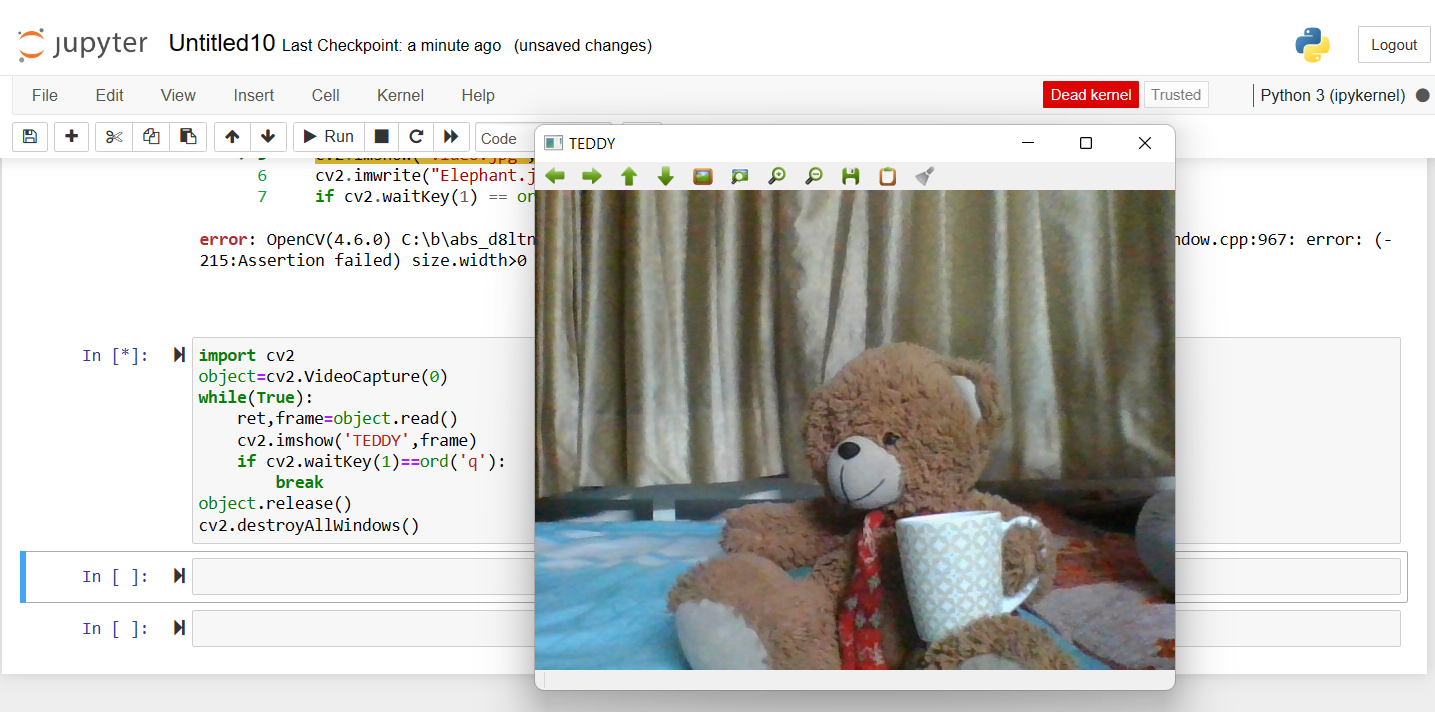 jupyter Untitled10 Last Checkpoint: a minute ago (unsaved changes)
Logout
File Edit View Insert Cell Kernel Help
Dead kernel Trusted Python 3 (ipykernel)
Run Code
TEDDY
6 cv2.imwrite("Elephant.j
7 if cv2.waitKey(1) == or
error: OpenCV(4.6.0) C:\b\abs_d8ltn
ndow.cpp:967: error: (-
215:Assertion failed) size.width>0
In [*]:
import cv2
object=cv2.VideoCapture(0)
while(True):
ret,frame=object.read()
cv2.imshow('TEDDY',frame)
if cv2.waitKey(1)==ord('q'):
break
object.release()
cv2.destroyAllWindows()
In [ ]:
In [ ]: